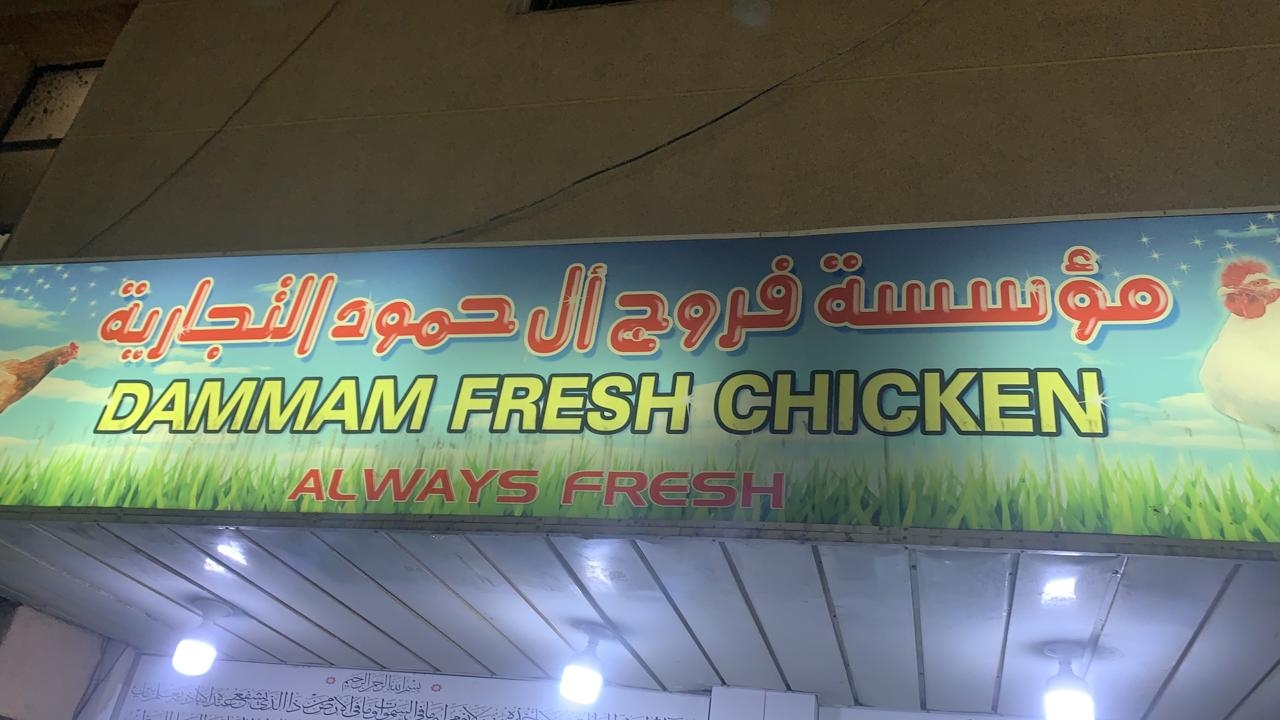 مؤسسة فروج أل حمود التجارية
DAMMAM FRESH CHICKEN
ALWAYS FRESH
بسم الله الرحمن الرحيم